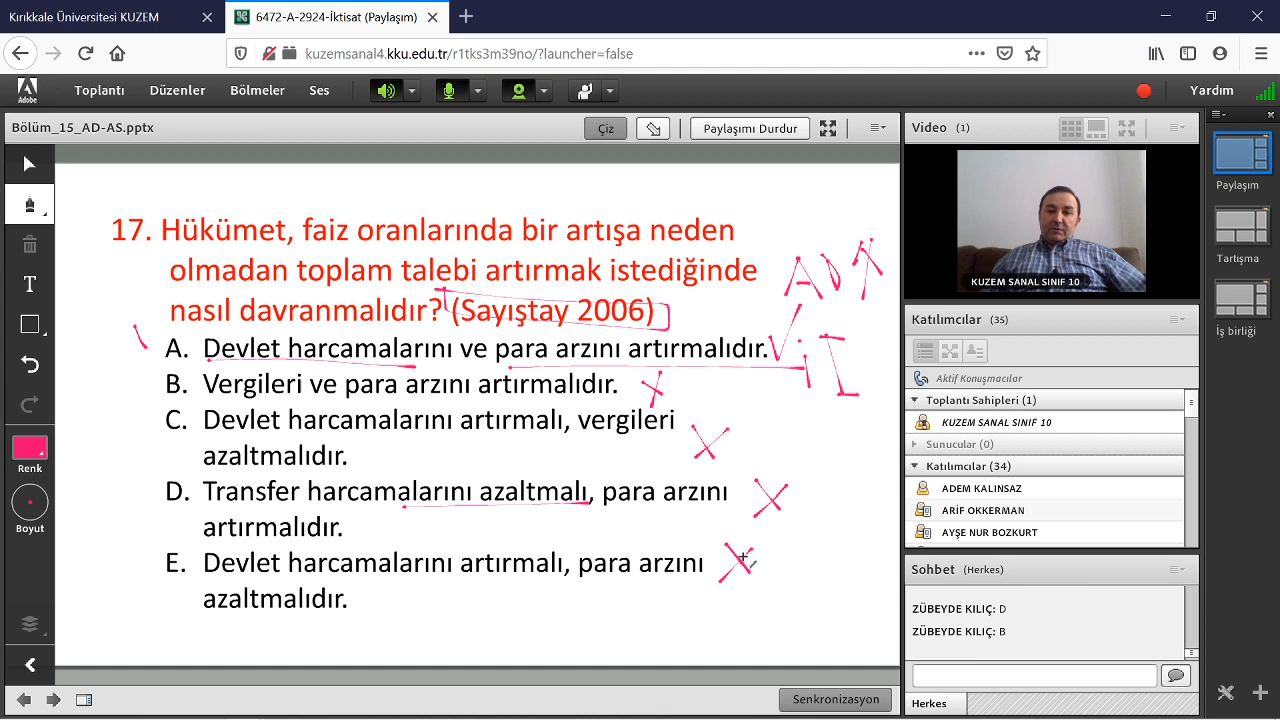 Kırıkkale Üniversitesi KUZEM
6472-A-2924-İktisat (Paylaşım)
kuzemsanal4.kku.edu.tr/r1tks3m39no/?launcher=false
Adobe
Toplantı Düzenler Bölmeler Ses
Yardım
Bölüm_15_AD-AS.pptx
Çiz
Paylaşımı Durdur
17. Hükümet, faiz oranlarında bir artışa neden
olmadan toplam talebi artırmak istediğinde
nasıl davranmalıdır? (Sayıştay 2006)
A. Devlet harcamalarını ve para arzını artırmalıdır.
B. Vergileri ve para arzını artırmalıdır.
C. Devlet harcamalarını artırmalı, vergileri
azaltmalıdır.
D. Transfer harcamalarını azaltmalı, para arzını
artırmalıdır.
E. Devlet harcamalarını artırmalı, para arzını
azaltmalıdır.
AD
T
Renk
Boyut
Senkronizasyon
Video (1)
KUZEM SANAL SINIF 10
Katılımcılar (35)
Aktif Konuşmacılar
Toplantı Sahipleri (1)
KUZEM SANAL SINIF 10
Sunucular (0)
Katılımcılar (34)
ADEM KALINSAZ
ARİF OKKERMAN
AYŞE NUR BOZKURT
Sohbet (Herkes)
ZÜBEYDE KILIÇ: D
ZÜBEYDE KILIÇ: B
Herkes
Paylaşım
Tartışma
İş birliği